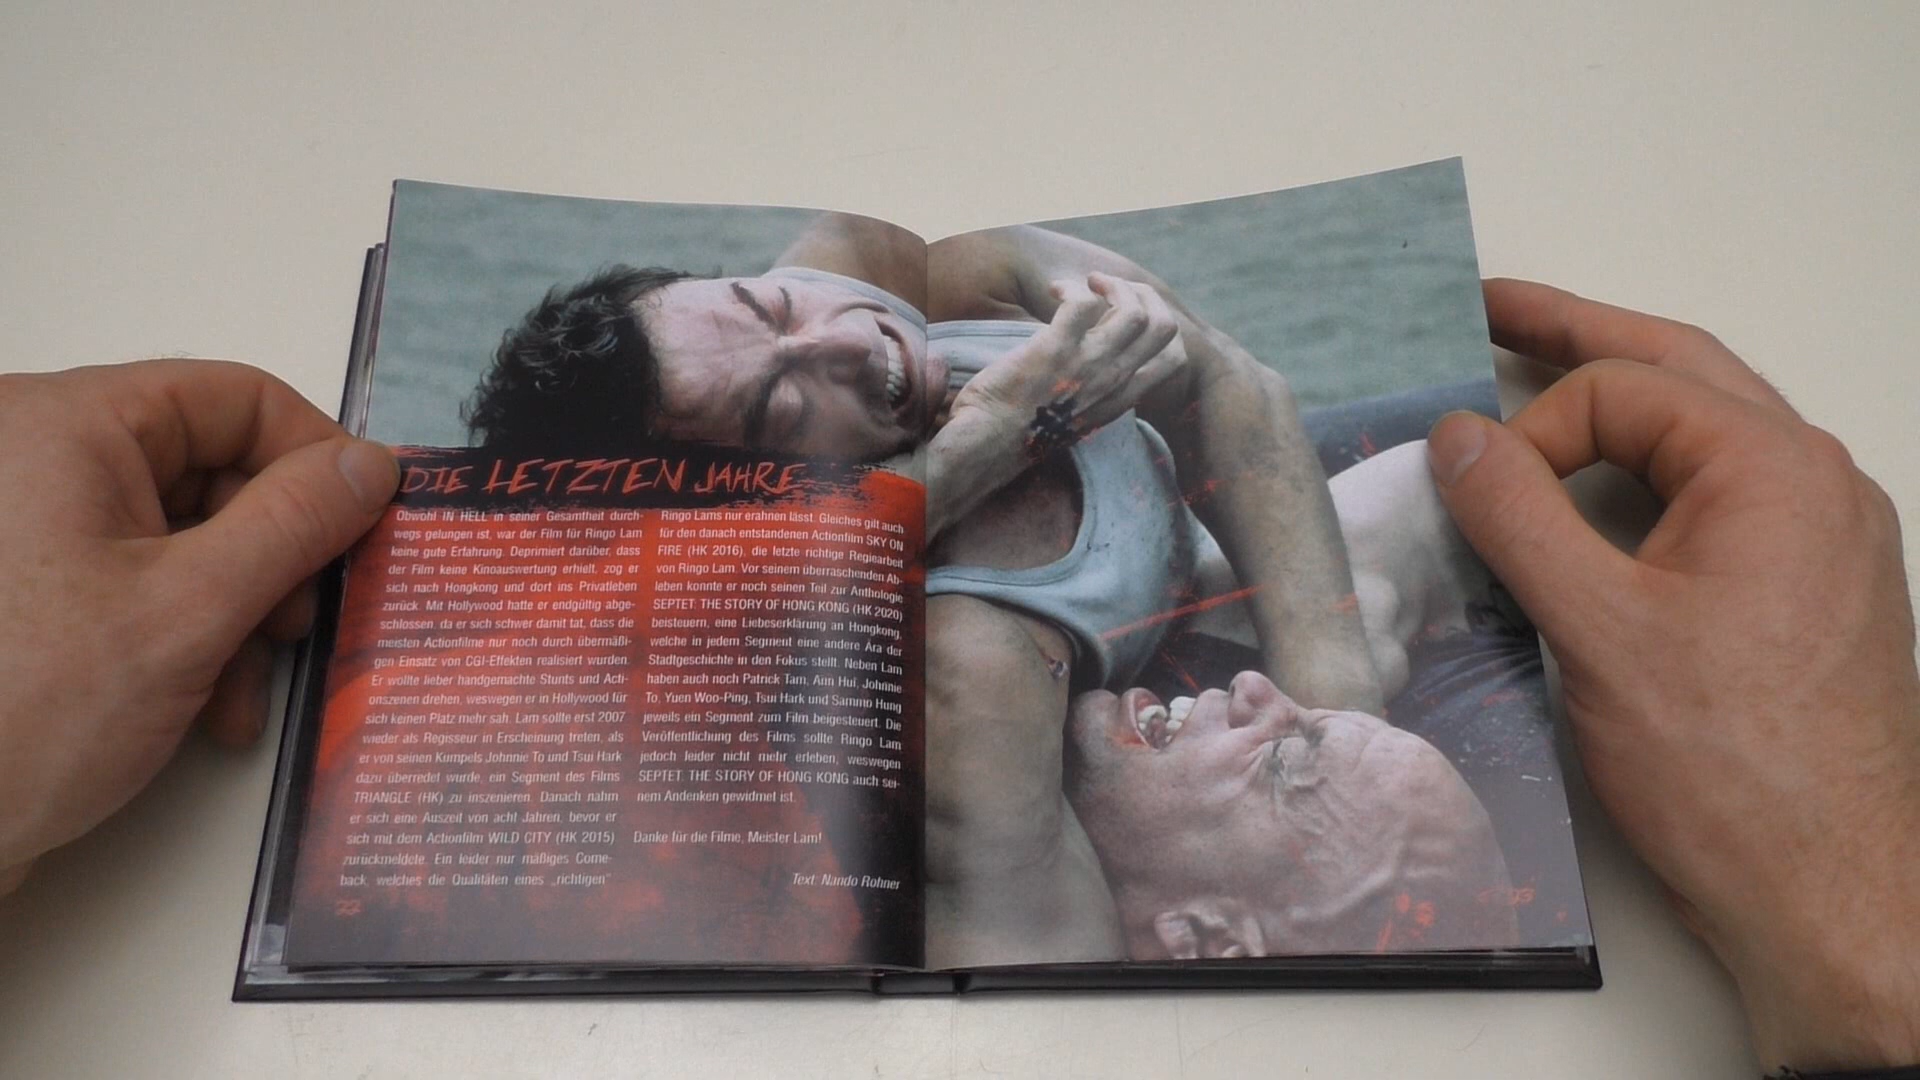 DIE LETZTEN JAHRE
Obwohl IN HELL in seiner Gesamtheit durch-
wegs gelungen ist, war der Film für Ringo Lam
keine gute Erfahrung. Deprimiert darüber, dass
der Film keine Kinoauswertung erhielt, zog er
sich nach Hongkong und dort ins Privatleben
zurück. Mit Hollywood hatte er endgültig abge-
schlossen, da er sich schwer damit tat, dass die
meisten Actionfilme nur noch durch übermäßi-
gen Einsatz von CGI-Effekten realisiert wurden.
Er wollte lieber handgemachte Stunts und Acti-
onszenen drehen, weswegen er in Hollywood für
sich keinen Platz mehr sah. Lam sollte erst 2007
wieder als Regisseur in Erscheinung treten, als
er von seinen Kumpels Johnnie To und Tsui Hark
dazu überredet wurde, ein Segment des Films
TRIANGLE (HK) zu inszenieren. Danach nahm
er sich eine Auszeit von acht Jahren, bevor er
sich mit dem Actionfilm WILD CITY (HK 2015)
zurückmeldete. Ein leider nur mäßiges Come-
back, welches die Qualitäten eines „richtigen"
Ringo Lams nur erahnen lässt. Gleiches gilt auch
für den danach entstandenen Actionfilm SKY ON
FIRE (HK 2016), die letzte richtige Regiearbeit
von Ringo Lam. Vor seinem überraschenden Ab-
leben konnte er noch seinen Teil zur Anthologie
SEPTET: THE STORY OF HONG KONG (HK 2020)
beisteuern, eine Liebeserklärung an Hongkong,
welche in jedem Segment eine andere Ära der
Stadtgeschichte in den Fokus stellt. Neben Lam
haben auch noch Patrick Tam, Ann Hui, Johnnie
To, Yuen Woo-Ping, Tsui Hark und Sammo Hung
jeweils ein Segment zum Film beigesteuert. Die
Veröffentlichung des Films sollte Ringo Lam
jedoch leider nicht mehr erleben, weswegen
SEPTET: THE STORY OF HONG KONG auch sei-
nem Andenken gewidmet ist.
Danke für die Filme, Meister Lam!
Text: Nando Rohner
22
23